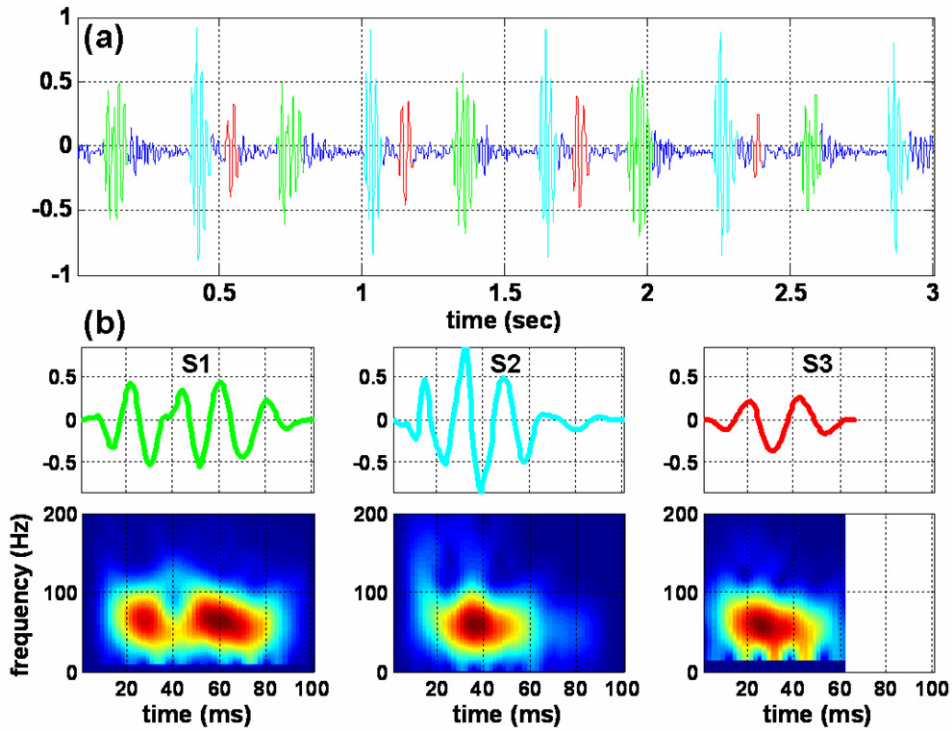 (a)
1
0.5
0
-0.5
-1
0.5 1 1.5 2 2.5 3
time (sec)
(b)
S1 S2 S3
0.5 0.5 0.5
0 0 0
-0.5 -0.5 -0.5
200 200 200
100 100 100
0 0 0
frequency (Hz)
20 40 60 80 100 20 40 60 80 100 20 40 60 80 100
time (ms) time (ms) time (ms)